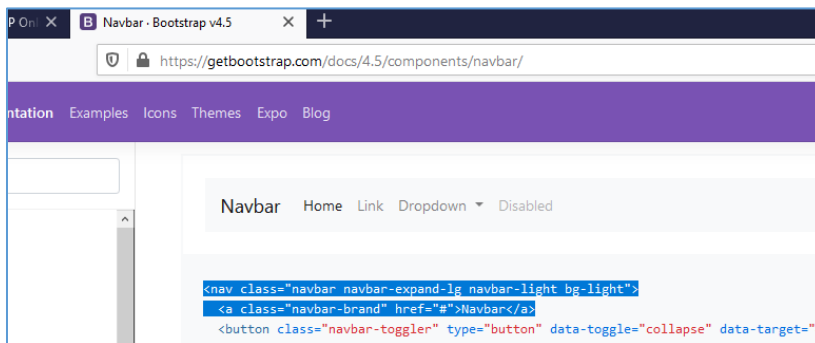 P Onl
B Navbar · Bootstrap v4.5
https://getbootstrap.com/docs/4.5/components/navbar/
ntation Examples Icons Themes Expo Blog
Navbar Home Link Dropdown Disabled
<nav class="navbar navbar-expand-lg navbar-light bg-light">
<a class="navbar-brand" href="#">Navbar</a>
<button class="navbar-toggler" type="button" data-toggle="collapse" data-target="